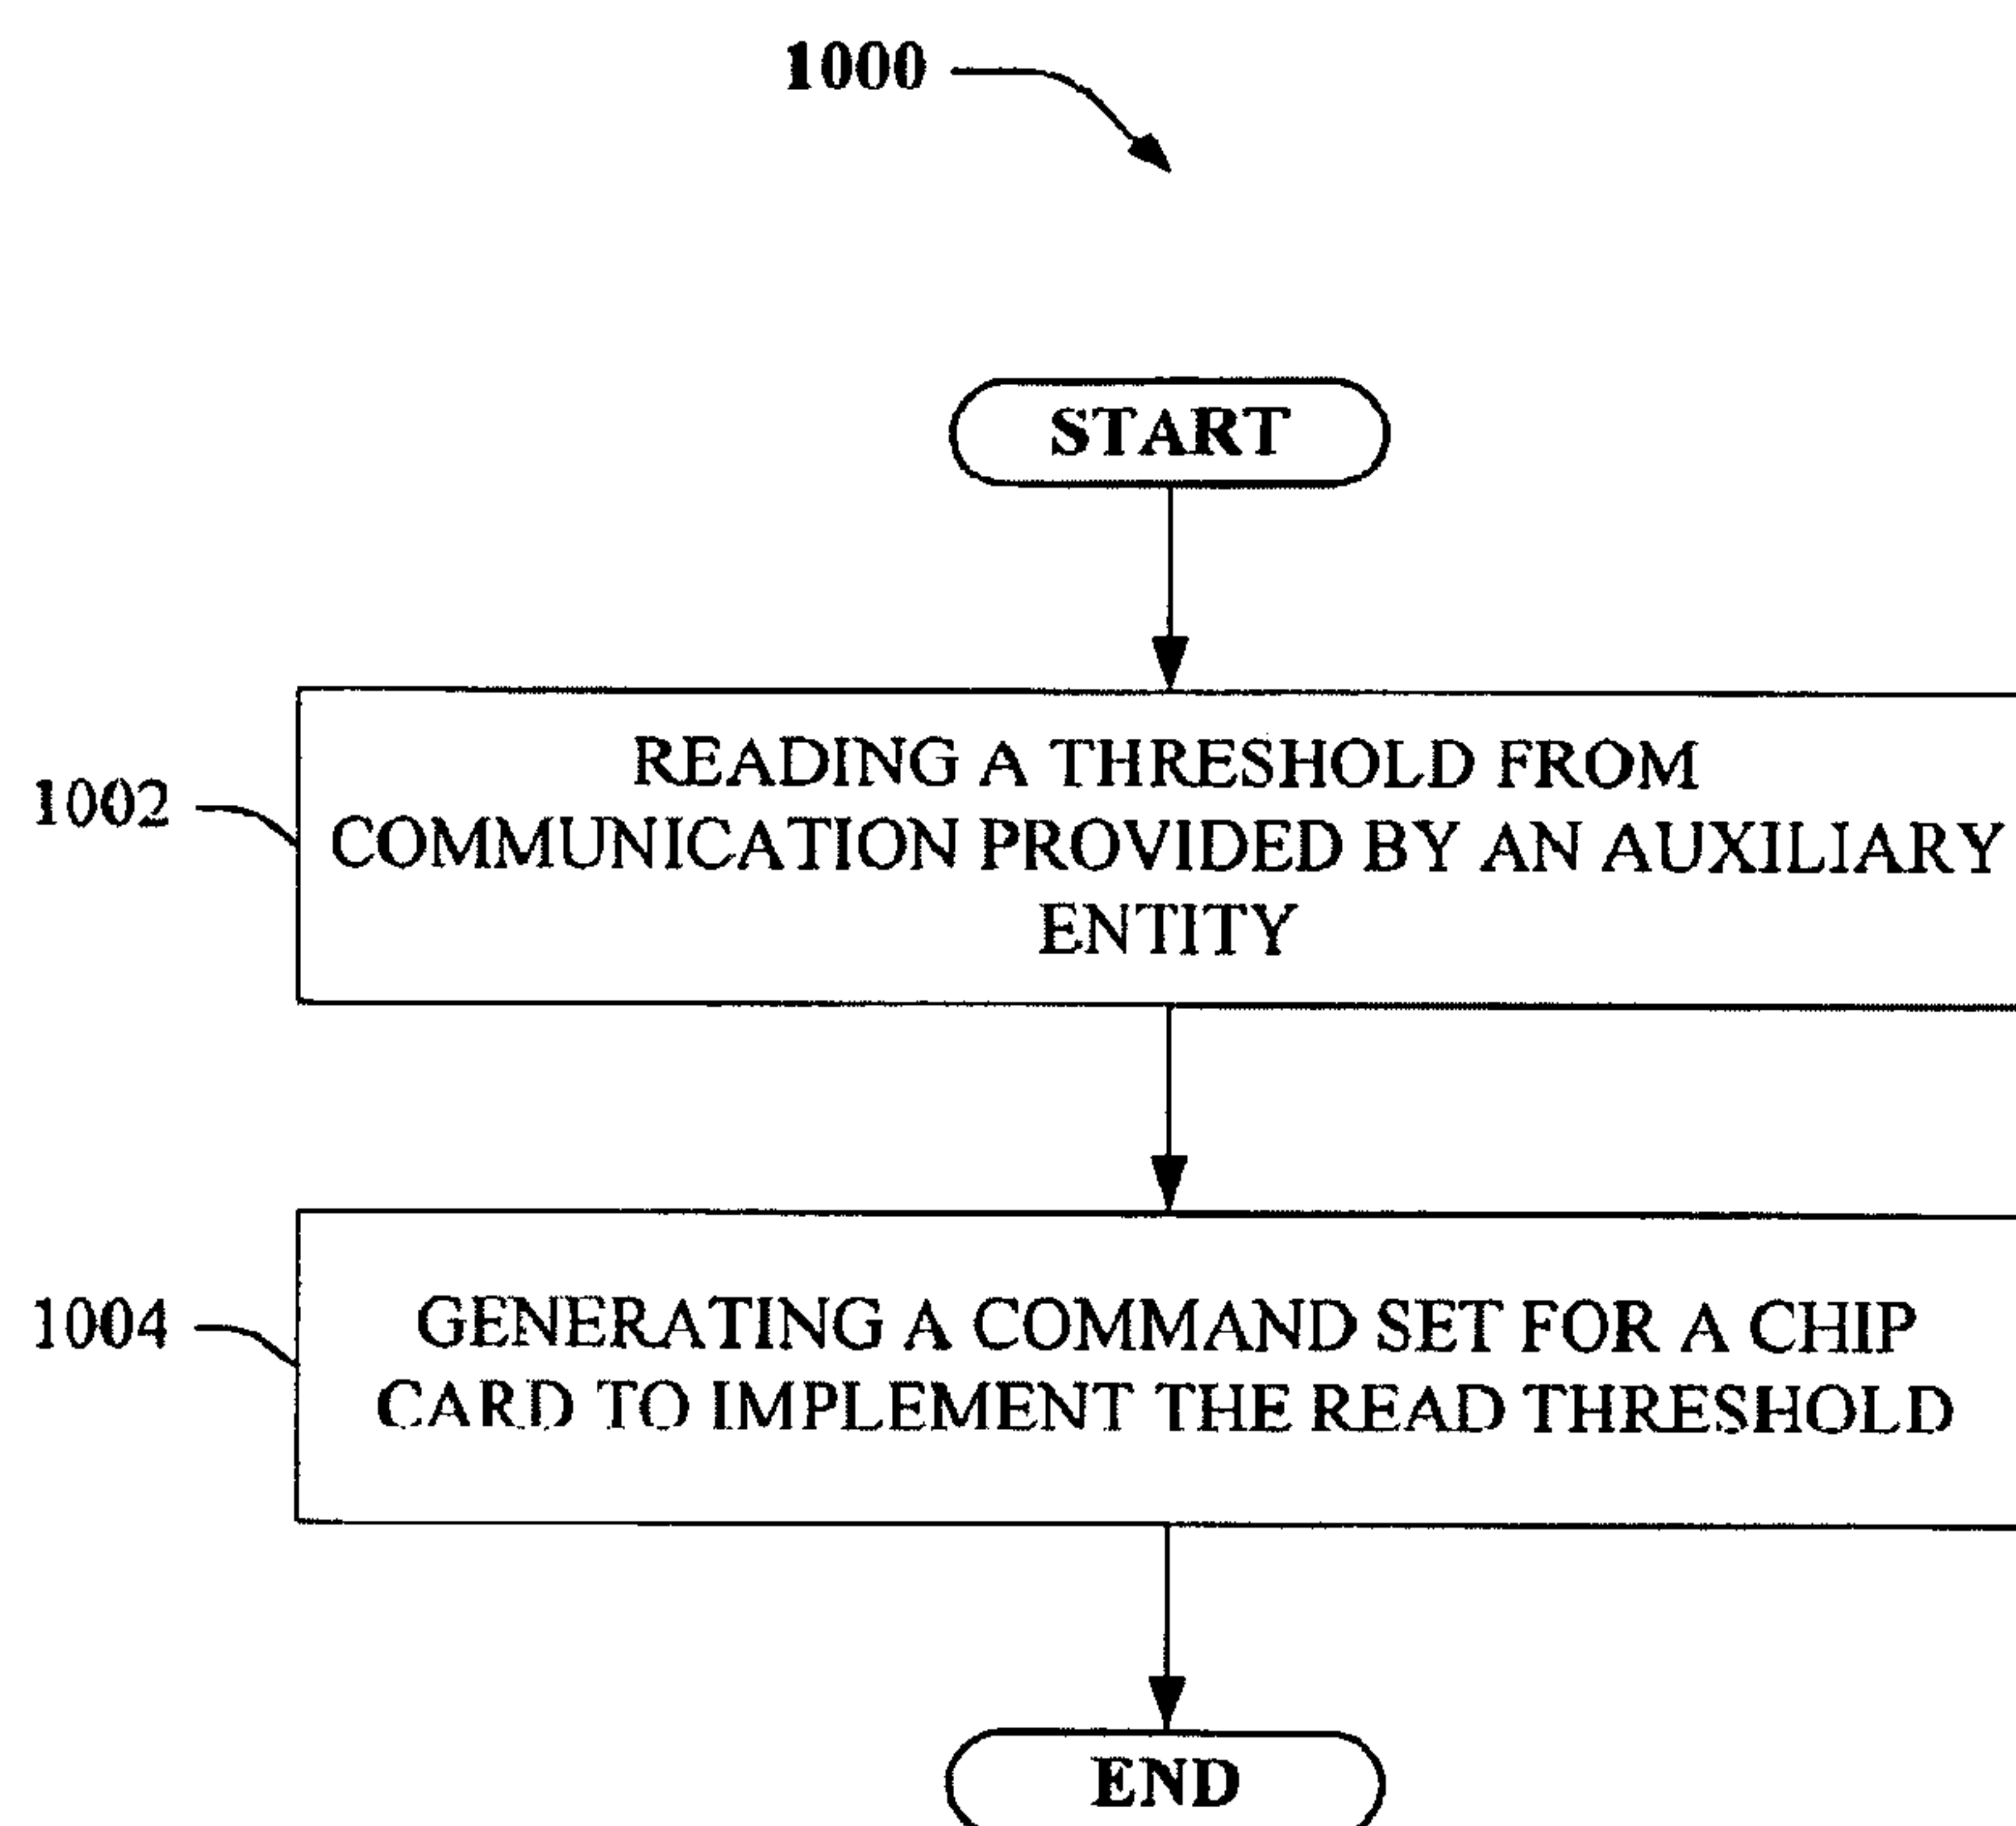 1000
START
1002
READING A THRESHOLD FROM
COMMUNICATION PROVIDED BY AN AUXILIARY
ENTITY
1004
GENERATING A COMMAND SET FOR A CHIP
CARD TO IMPLEMENT THE READ THRESHOLD
END